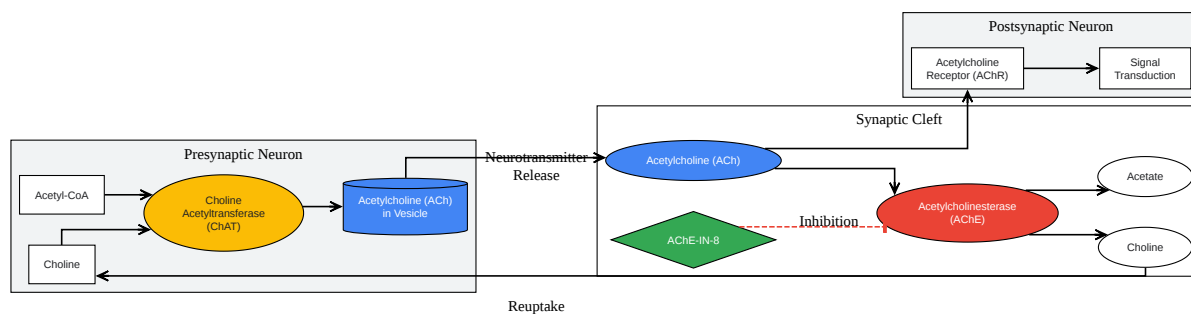 Postsynaptic Neuron
Acetylcholine
Receptor (AChR)
Signal
Transduction
Synaptic Cleft
Presynaptic Neuron
Neurotransmitter
Release
Acetylcholine (ACh)
Acetyl-CoA
Choline
Acetyltransferase
(ChAT)
Acetylcholine (ACh)
in Vesicle
Acetate
Acetylcholinesterase
(AChE)
Inhibition
AChE-IN-8
Choline
Choline
Reuptake